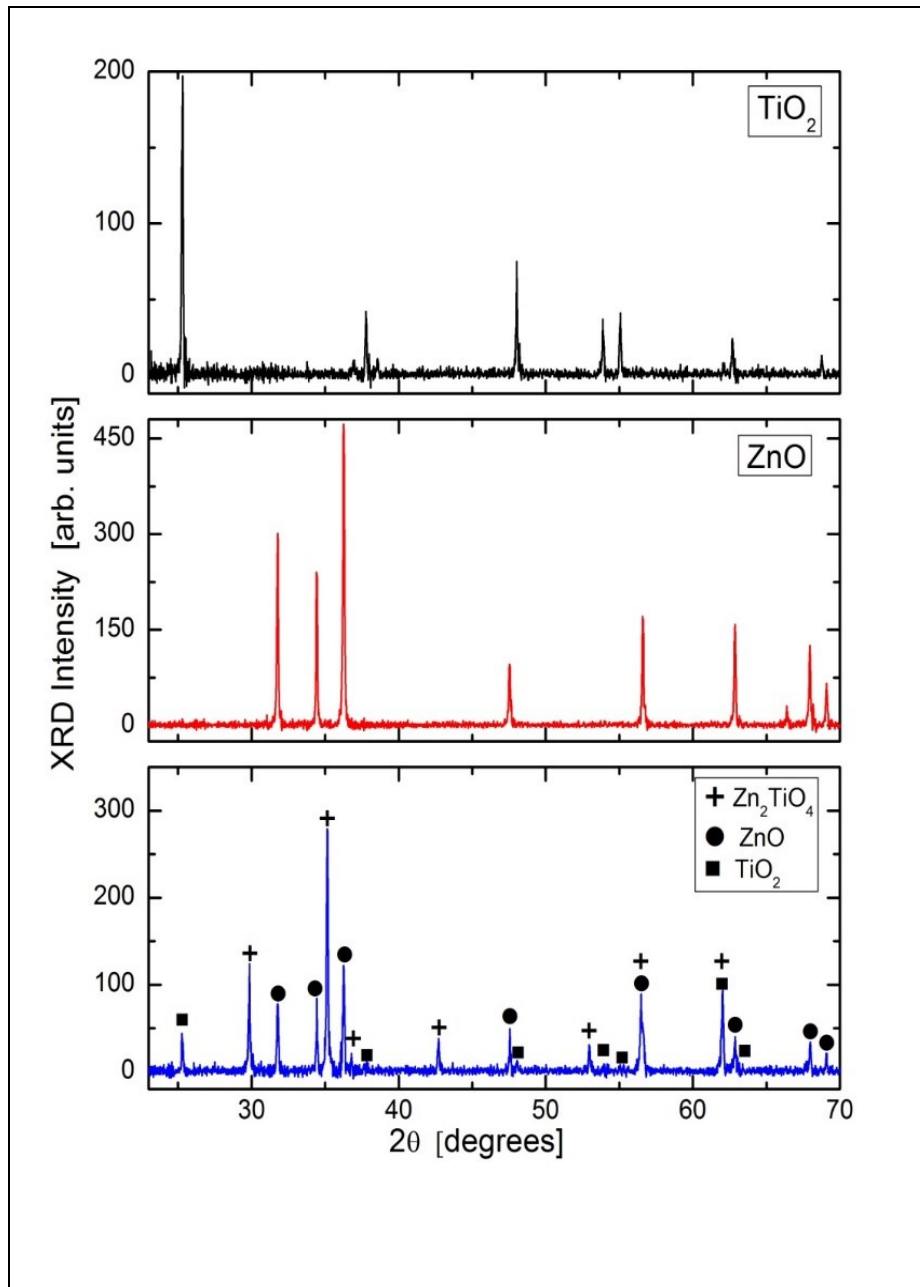 200
TiO2
100
0
XRD Intensity [arb. units]
450
ZnO
300
150
0
300
+ Zn2TiO4
● ZnO
■ TiO2
200
100
0
30 40 50 60 70
2θ [degrees]